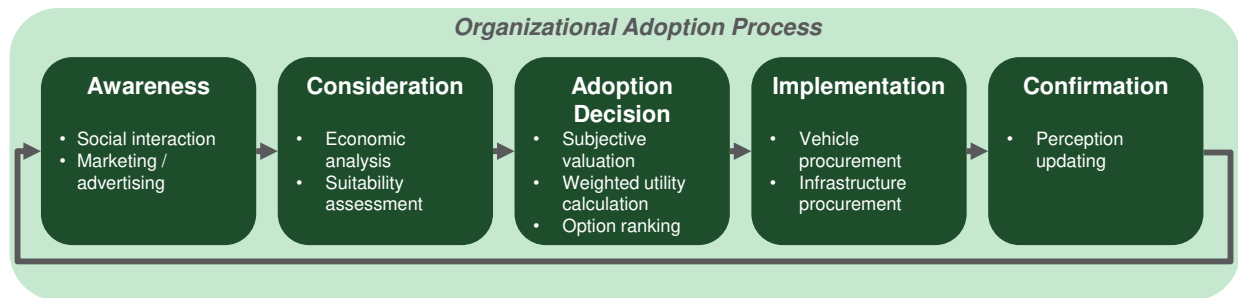 Organizational Adoption Process
Awareness
• Social interaction
• Marketing /
advertising
Consideration
• Economic
analysis
• Suitability
assessment
Adoption
Decision
• Subjective
valuation
• Weighted utility
calculation
• Option ranking
Implementation
• Vehicle
procurement
• Infrastructure
procurement
Confirmation
• Perception
updating